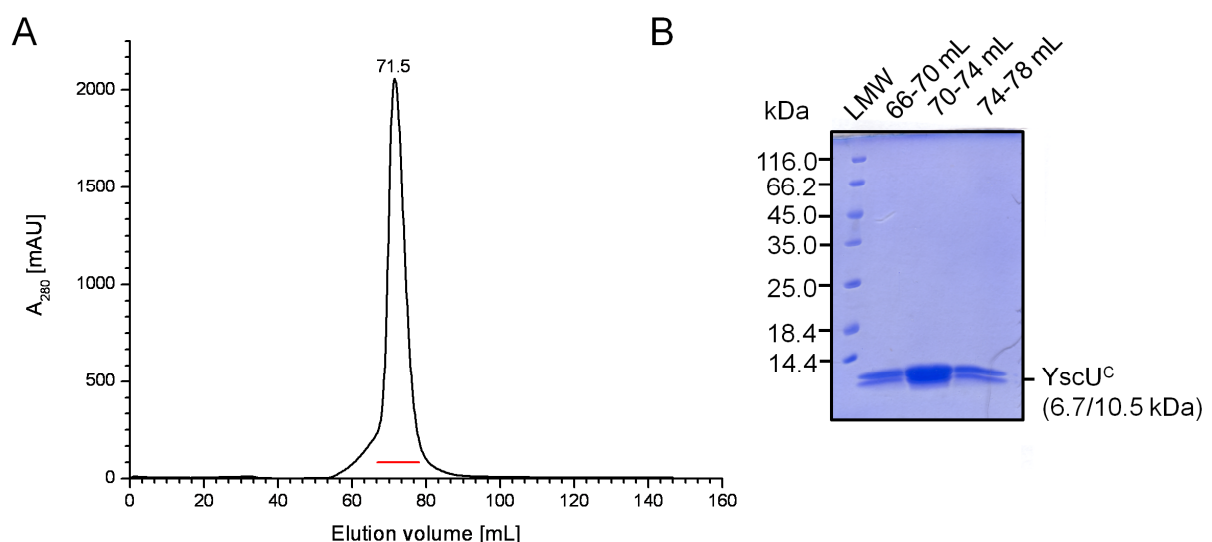 A
71.5
2000
1500
1000
500
0
0 20 40 60 80 100 120 140 160
A280 [mAU]
Elution volume [mL]
B
kDa
LMW
66-70 mL
70-74 mL
74-78 mL
116.0
66.2
45.0
35.0
25.0
18.4
14.4
YscUᶜ
(6.7/10.5 kDa)